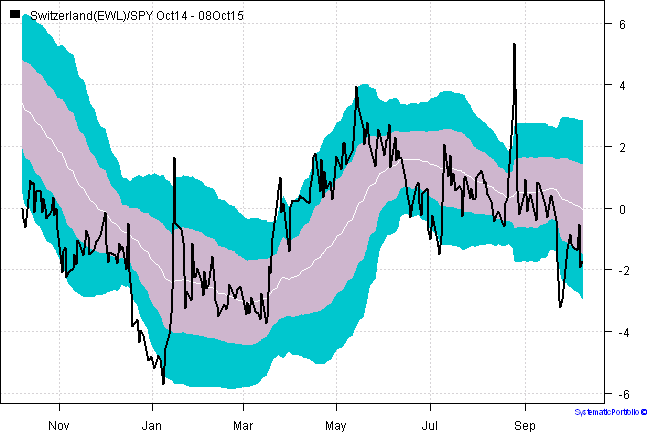 Switzerland(EWL)/SPY Oct14 - 08Oct15
6
4
2
0
-2
-4
-6
Nov Jan Mar May Jul Sep
SystematicPortfolio ©